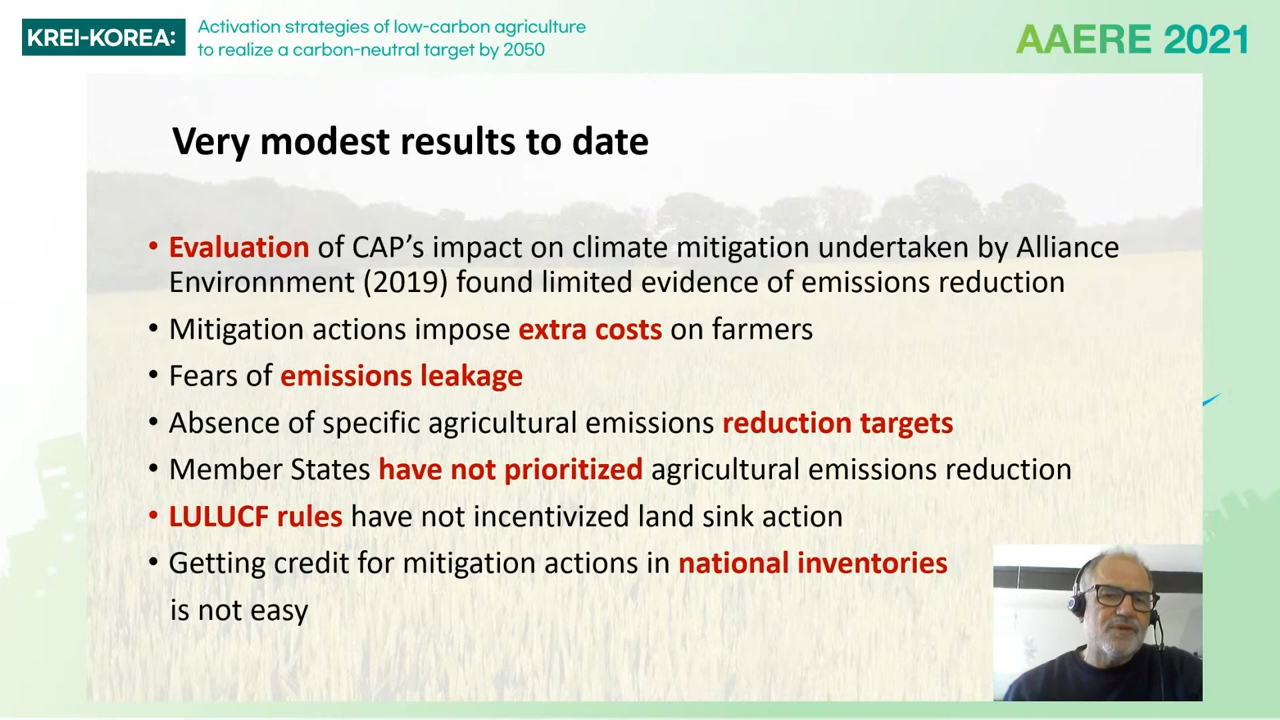 KREI-KOREA:
Activation strategies of low-carbon agriculture
to realize a carbon-neutral target by 2050
AAERE 2021
Very modest results to date
• Evaluation of CAP's impact on climate mitigation undertaken by Alliance
Environnment (2019) found limited evidence of emissions reduction
• Mitigation actions impose extra costs on farmers
• Fears of emissions leakage
• Absence of specific agricultural emissions reduction targets
• Member States have not prioritized agricultural emissions reduction
• LULUCF rules have not incentivized land sink action
• Getting credit for mitigation actions in national inventories
is not easy